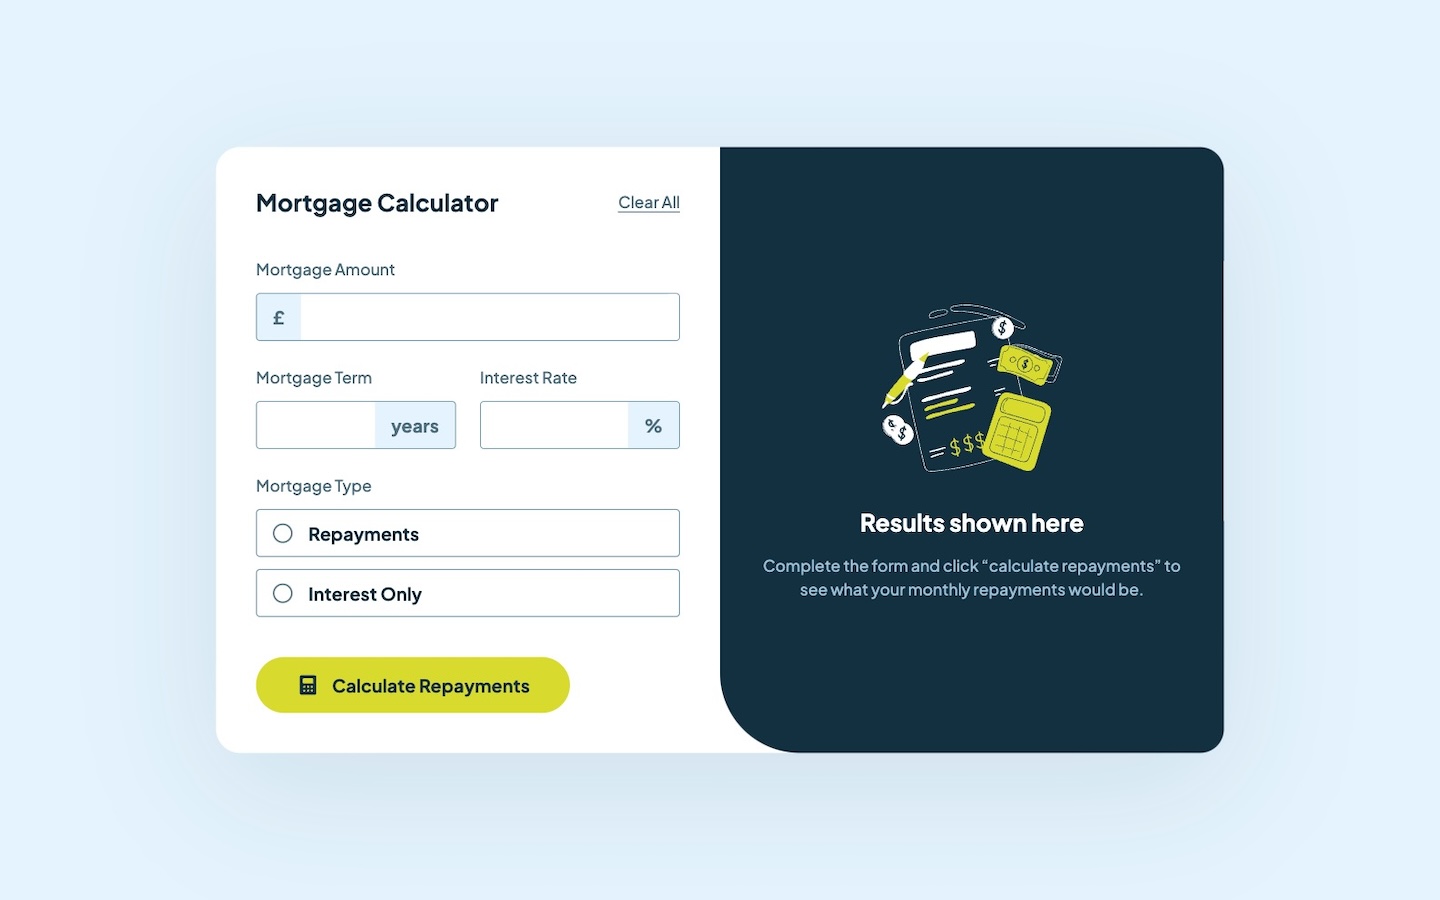 Mortgage Calculator
Clear All
Mortgage Amount
£
Mortgage Term
Interest Rate
years
%
Mortgage Type
Repayments
Interest Only
Calculate Repayments
$
$
$ $
$$$
Results shown here
Complete the form and click “calculate repayments” to
see what your monthly repayments would be.